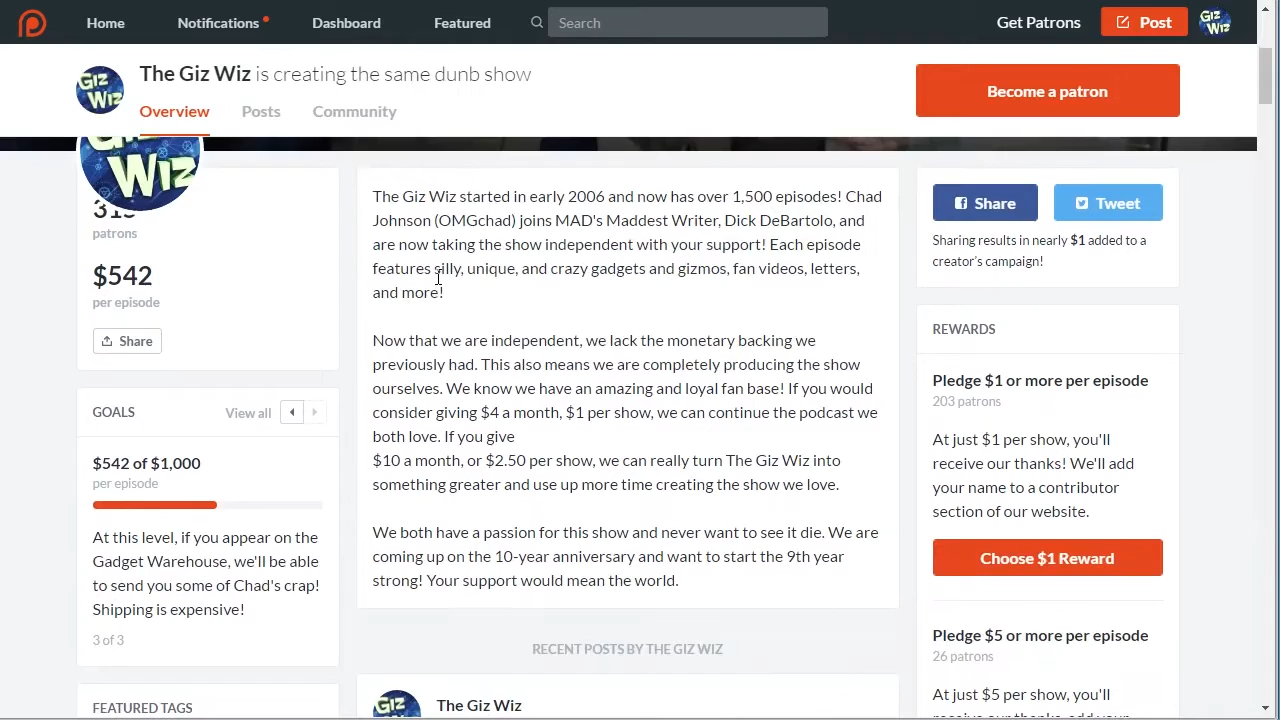 Home Notifications Dashboard Featured Search Get Patrons Post GIZ WIZ
GIZ WIZ
The Giz Wiz is creating the same dunb show
Overview Posts Community
Become a patron
GIZ WIZ
315
patrons
$542
per episode
Share
GOALS View all
$542 of $1,000
per episode
At this level, if you appear on the
Gadget Warehouse, we'll be able
to send you some of Chad's crap!
Shipping is expensive!
3 of 3
FEATURED TAGS
The Giz Wiz started in early 2006 and now has over 1,500 episodes! Chad
Johnson (OMGchad) joins MAD's Maddest Writer, Dick DeBartolo, and
are now taking the show independent with your support! Each episode
features silly, unique, and crazy gadgets and gizmos, fan videos, letters,
and more!
Now that we are independent, we lack the monetary backing we
previously had. This also means we are completely producing the show
ourselves. We know we have an amazing and loyal fan base! If you would
consider giving $4 a month, $1 per show, we can continue the podcast we
both love. If you give
$10 a month, or $2.50 per show, we can really turn The Giz Wiz into
something greater and use up more time creating the show we love.
We both have a passion for this show and never want to see it die. We are
coming up on the 10-year anniversary and want to start the 9th year
strong! Your support would mean the world.
RECENT POSTS BY THE GIZ WIZ
GIZ
The Giz Wiz
Share Tweet
Sharing results in nearly $1 added to a
creator's campaign!
REWARDS
Pledge $1 or more per episode
203 patrons
At just $1 per show, you'll
receive our thanks! We'll add
your name to a contributor
section of our website.
Choose $1 Reward
Pledge $5 or more per episode
26 patrons
At just $5 per show, you'll